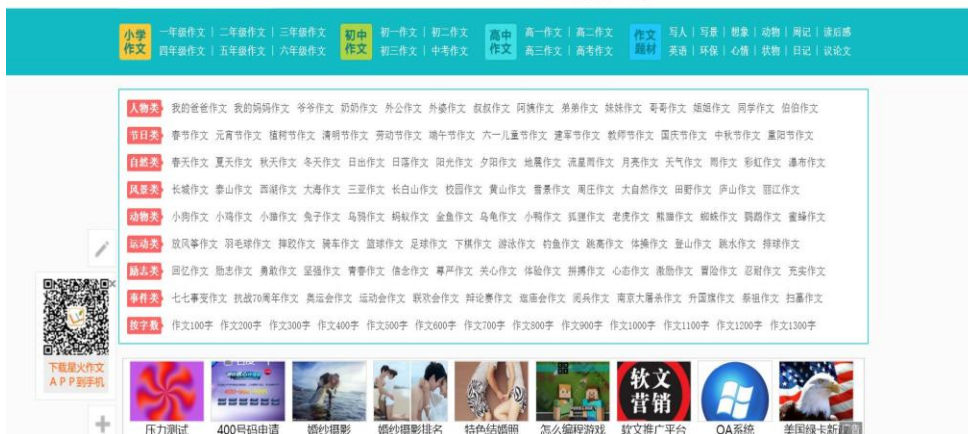 小学作文
一年级作文 | 二年级作文 | 三年级作文
四年级作文 | 五年级作文 | 六年级作文
初中作文
初一作文 | 初二作文
初三作文 | 中考作文
高中作文
高一作文 | 高二作文
高三作文 | 高考作文
作文题材
写人 | 写景 | 想象 | 动物 | 周记 | 读后感
英语 | 环保 | 心情 | 状物 | 日记 | 议论文
人物类 我的爸爸作文 我的妈妈作文 爷爷作文 奶奶作文 外公作文 外婆作文 叔叔作文 阿姨作文 弟弟作文 妹妹作文 哥哥作文 姐姐作文 同学作文 伯伯作文
节日类 春节作文 元宵节作文 植树节作文 清明节作文 劳动节作文 端午节作文 六一儿童节作文 建军节作文 教师节作文 国庆节作文 中秋节作文 重阳节作文
自然类 春天作文 夏天作文 秋天作文 冬天作文 日出作文 日落作文 阳光作文 夕阳作文 地震作文 流星雨作文 月亮作文 天气作文 雨作文 彩虹作文 瀑布作文
风景类 长城作文 泰山作文 西湖作文 大海作文 三亚作文 长白山作文 校园作文 黄山作文 雪景作文 周庄作文 大自然作文 田野作文 庐山作文 丽江作文
动物类 小狗作文 小鸡作文 小猫作文 兔子作文 乌鸦作文 蚂蚁作文 金鱼作文 乌龟作文 小鸭作文 狐狸作文 老虎作文 熊猫作文 蜘蛛作文 鹦鹉作文 蜜蜂作文
运动类 放风筝作文 羽毛球作文 摔跤作文 骑车作文 篮球作文 足球作文 下棋作文 游泳作文 钓鱼作文 跳高作文 体操作文 登山作文 跳水作文 排球作文
励志类 回忆作文 励志作文 勇敢作文 坚强作文 青春作文 信念作文 尊严作文 关心作文 体验作文 拼搏作文 心态作文 激励作文 冒险作文 忍耐作文 充实作文
事件类 七七事变作文 抗战70周年作文 奥运会作文 运动会作文 联欢会作文 辩论赛作文 逛庙会作文 阅兵作文 南京大屠杀作文 升国旗作文 祭祖作文 扫墓作文
按字数 作文100字 作文200字 作文300字 作文400字 作文500字 作文600字 作文700字 作文800字 作文900字 作文1000字 作文1100字 作文1200字 作文1300字
下载星火作文
APP到手机
软文
营销
压力测试 400号码申请 婚纱摄影 婚纱摄影排名 特色结婚照 怎么编程游戏 软文推广平台 OA系统 美国绿卡新